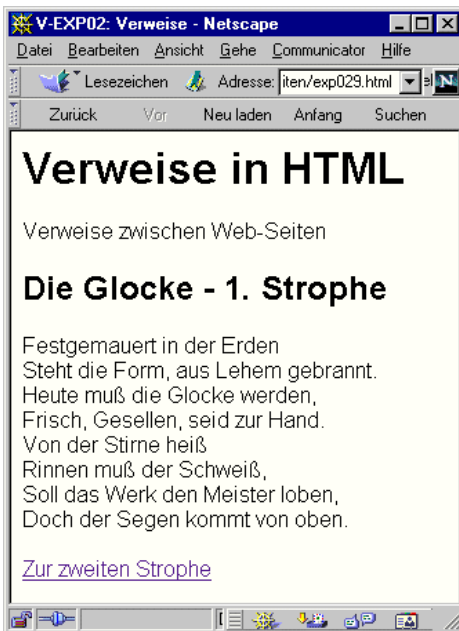 V-EXP02: Verweise - Netscape
Datei Bearbeiten Ansicht Gehe Communicator Hilfe
Lesezeichen Adresse: iten/exp029.html el N
Zurück Vor Neu laden Anfang Suchen
Verweise in HTML
Verweise zwischen Web-Seiten
Die Glocke - 1. Strophe
Festgemauert in der Erden
Steht die Form, aus Lehem gebrannt.
Heute muß die Glocke werden,
Frisch, Gesellen, seid zur Hand.
Von der Stirne heiß
Rinnen muß der Schweiß,
Soll das Werk den Meister loben,
Doch der Segen kommt von oben.
Zur zweiten Strophe